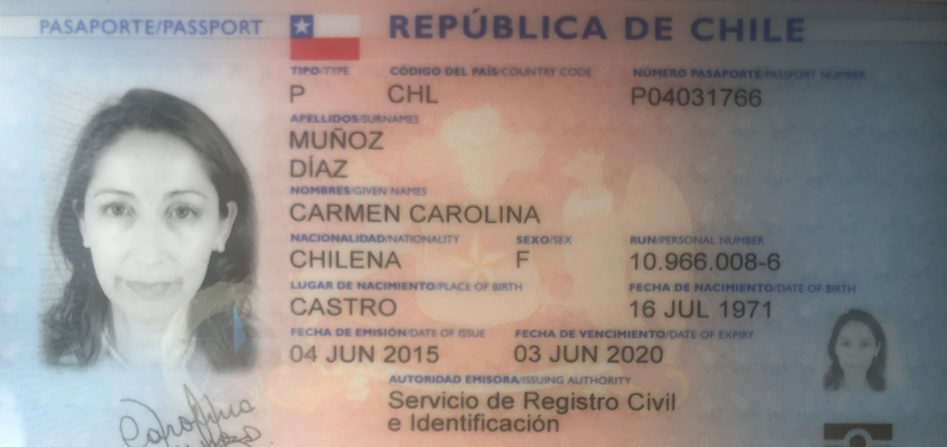 PASAPORTE/PASSPORT
REPÚBLICA DE CHILE
TIPO/TYPE CÓDIGO DEL PAÍS/COUNTRY CODE NÚMERO PASAPORTE/PASSPORT NUMBER
P CHL P04031766
APELLIDOS/SURNAMES
MUÑOZ
DÍAZ
NOMBRES/GIVEN NAMES
CARMEN CAROLINA
NACIONALIDAD/NATIONALITY SEXO/SEX RUN/PERSONAL NUMBER
CHILENA F 10.966.008-6
LUGAR DE NACIMIENTO/PLACE OF BIRTH FECHA DE NACIMIENTO/DATE OF BIRTH
CASTRO 16 JUL 1971
FECHA DE EMISIÓN/DATE OF ISSUE FECHA DE VENCIMIENTO/DATE OF EXPIRY
04 JUN 2015 03 JUN 2020
AUTORIDAD EMISORA/ISSUING AUTHORITY
Servicio de Registro Civil
e Identificación
Carolina